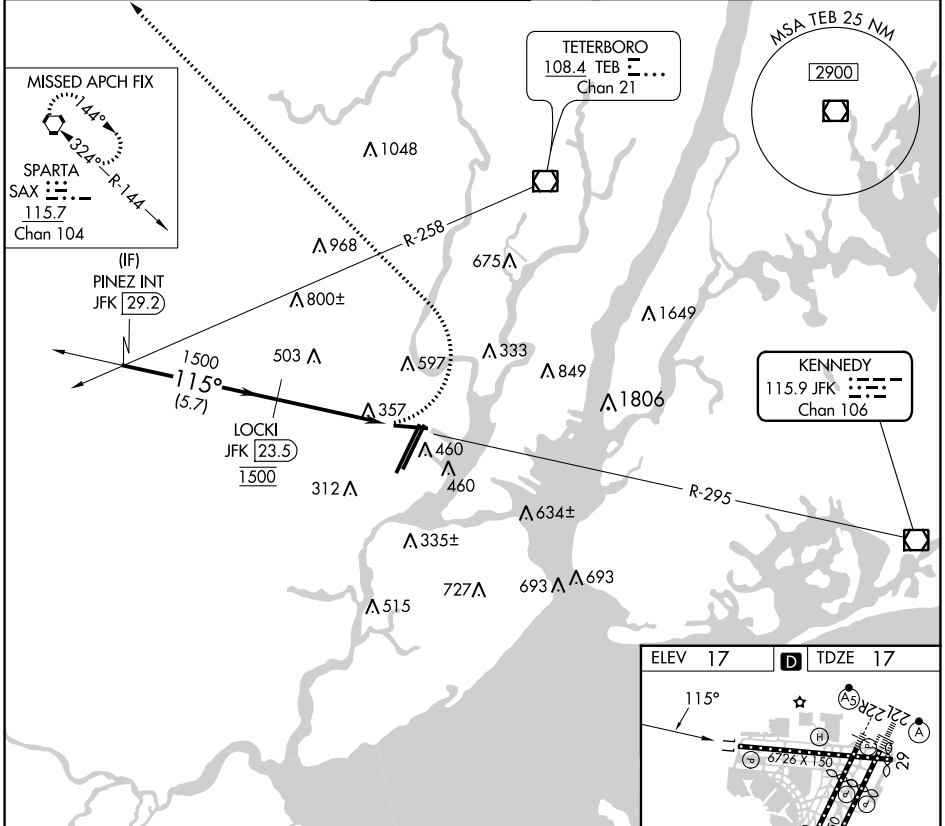 MISSED APCH FIX
144°
324°
R-144
SPARTA
SAX
115.7
Chan 104
TETERBORO
108.4 TEB
Chan 21
MSA TEB 25 NM
2900
1048
968
R-258
675
(IF)
PINEZ INT
JFK 29.2
800±
1649
503
597
333
849
1500
115°
(5.7)
357
1806
KENNEDY
115.9 JFK
Chan 106
LOCKI
JFK 23.5
1500
460
460
312
R-295
634±
335±
727
693
693
515
ELEV 17
D
TDZE 17
115°
A5
22R
22L
A
H
P
11
6726 X 150
29
P
P
P